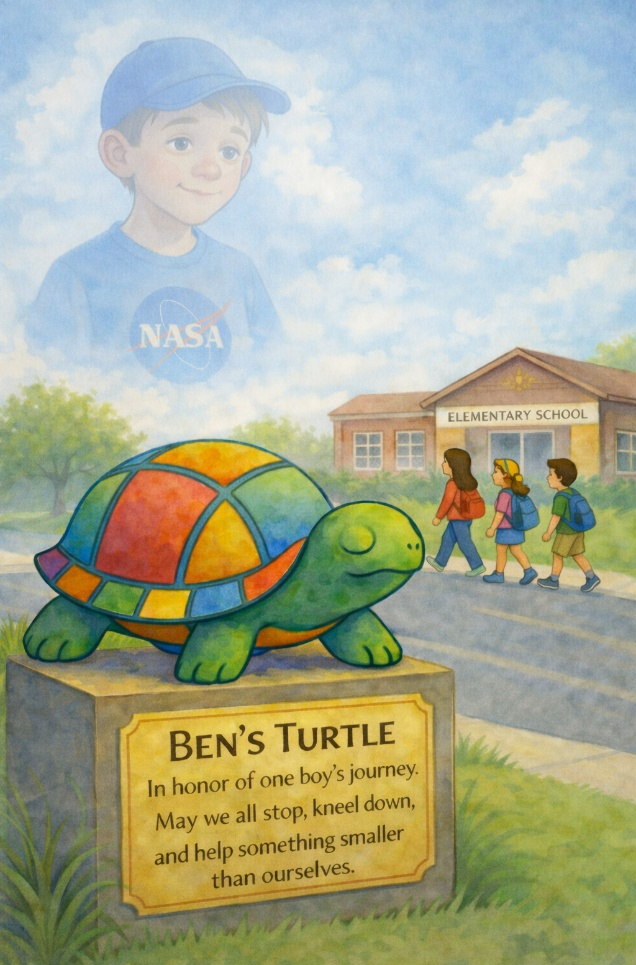 NASA
ELEMENTARY SCHOOL
BEN'S TURTLE
In honor of one boy's journey.
May we all stop, kneel down,
and help something smaller
than ourselves.